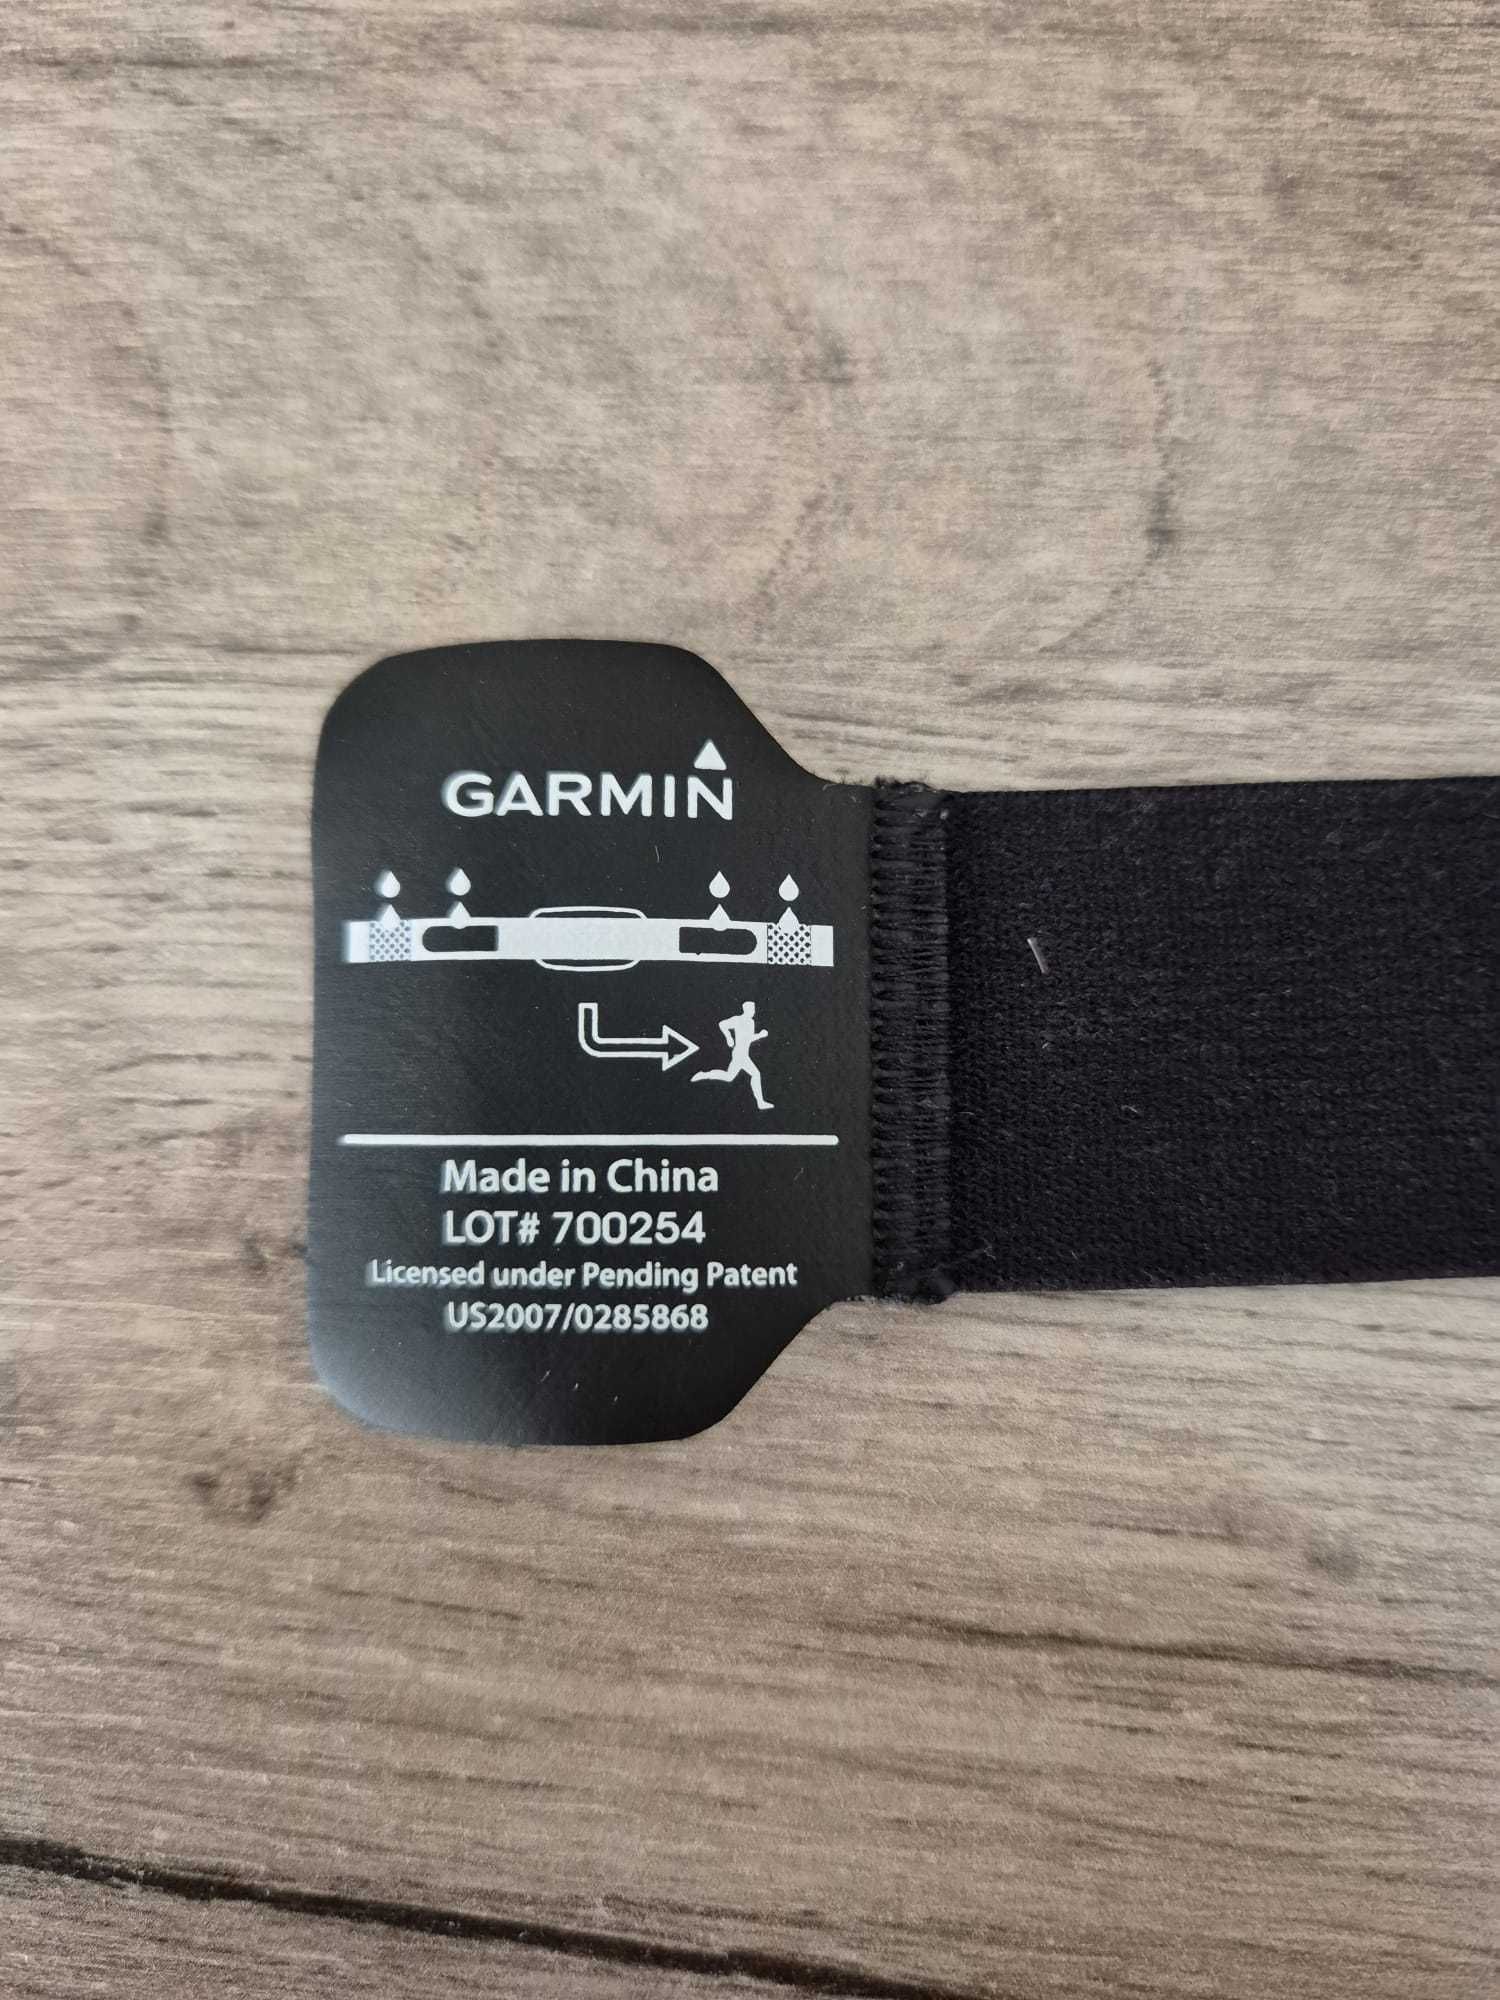 GARMIN
Made in China
LOT# 700254
Licensed under Pending Patent
US2007/0285868